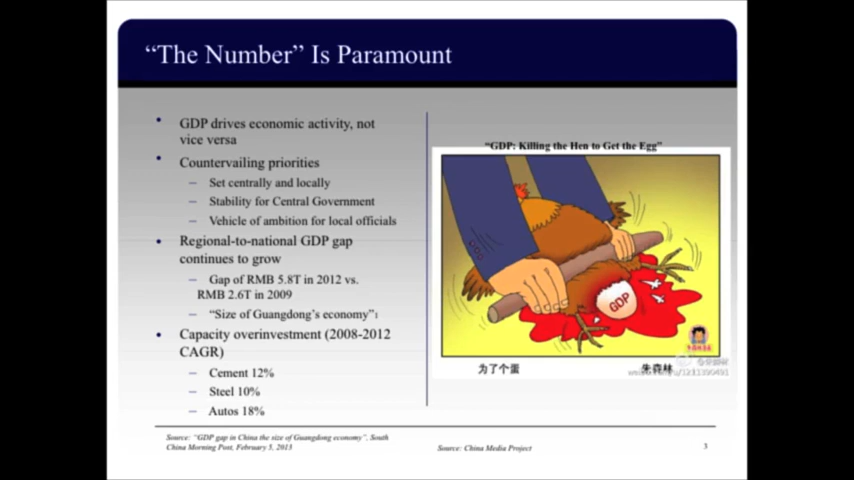 “The Number” Is Paramount
• GDP drives economic activity, not
vice versa
• Countervailing priorities
– Set centrally and locally
– Stability for Central Government
– Vehicle of ambition for local officials
• Regional-to-national GDP gap
continues to grow
– Gap of RMB 5.8T in 2012 vs.
RMB 2.6T in 2009
– “Size of Guangdong’s economy”1
• Capacity overinvestment (2008-2012
CAGR)
– Cement 12%
– Steel 10%
– Autos 18%
“GDP: Killing the Hen to Get the Egg”
GDP
为了个蛋
朱森林
Source: “GDP gap in China the size of Guangdong economy”, South
China Morning Post, February 3, 2013
Source: China Media Project
3